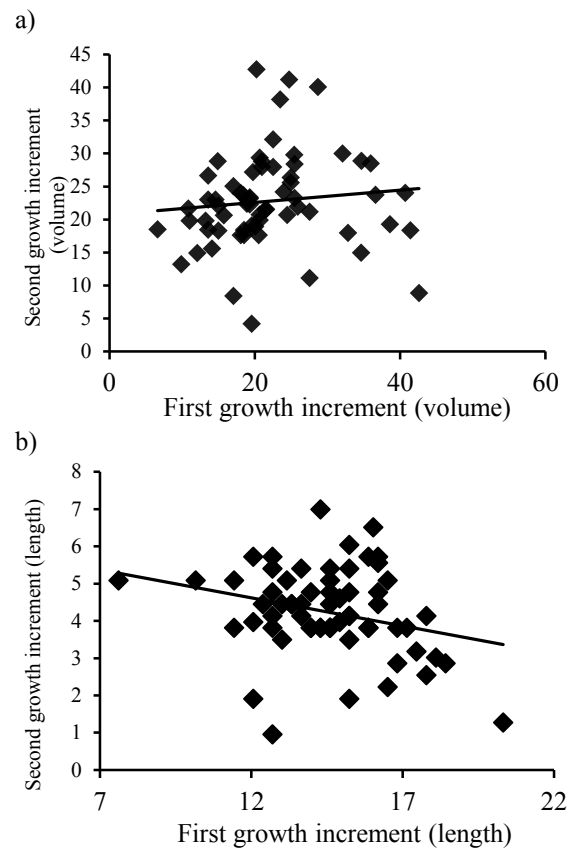 a)
Second growth increment
(volume)
45
40
35
30
25
20
15
10
5
0
0 20 40 60
First growth increment (volume)
b)
Second growth increment (length)
8
7
6
5
4
3
2
1
0
7 12 17 22
First growth increment (length)